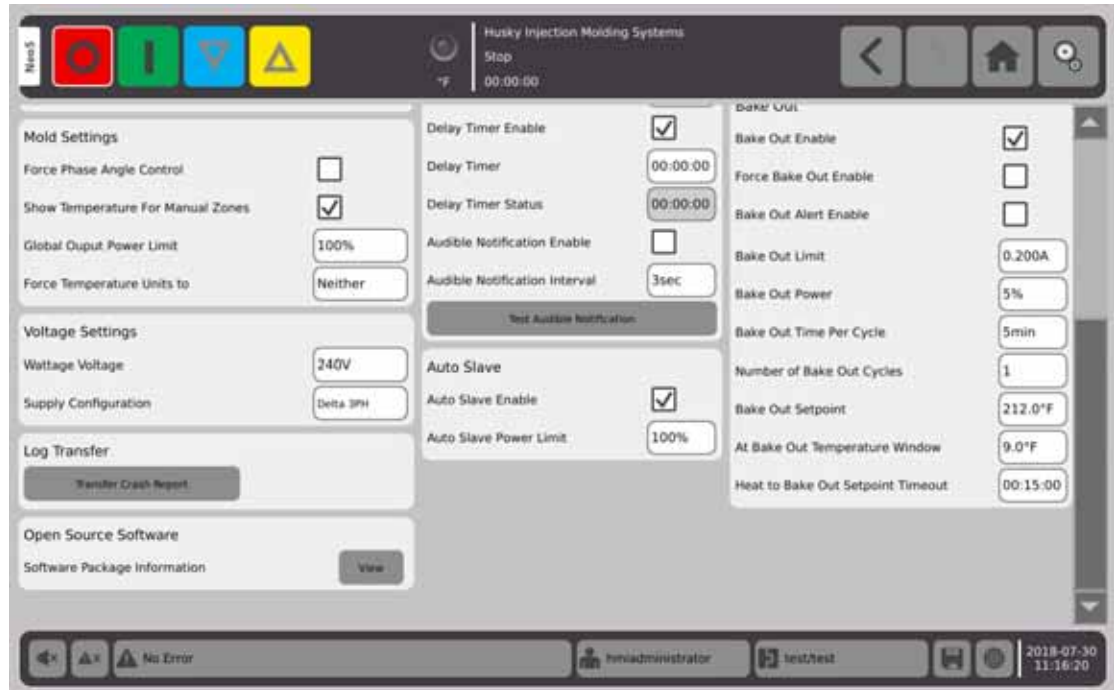 Neo5
°F
Husky Injection Molding Systems
Stop
00:00:00
Mold Settings
Force Phase Angle Control
Show Temperature For Manual Zones
Global Ouput Power Limit 100%
Force Temperature Units to Neither
Voltage Settings
Wattage Voltage 240V
Supply Configuration Delta 3PH
Log Transfer
Transfer Crash Report
Open Source Software
Software Package Information View
Delay Timer Enable
Delay Timer 00:00:00
Delay Timer Status 00:00:00
Audible Notification Enable
Audible Notification Interval 3sec
Test Audible Notification
Auto Slave
Auto Slave Enable
Auto Slave Power Limit 100%
Bake Out
Bake Out Enable
Force Bake Out Enable
Bake Out Alert Enable
Bake Out Limit 0.200A
Bake Out Power 5%
Bake Out Time Per Cycle 5min
Number of Bake Out Cycles 1
Bake Out Setpoint 212.0°F
At Bake Out Temperature Window 9.0°F
Heat to Bake Out Setpoint Timeout 00:15:00
No Error
hmiadministrator
test/test
2018-07-30
11:16:20